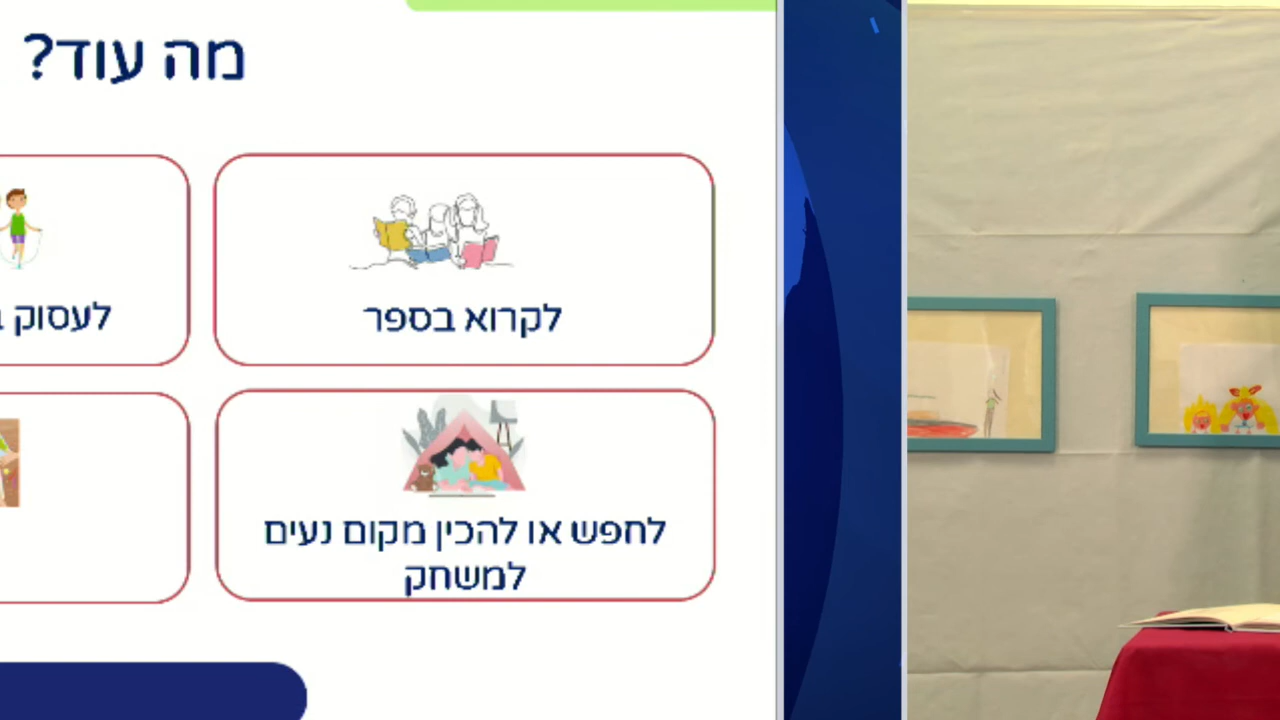 מה עוד?
לקרוא בספר
לעסוק
לחפש או להכין מקום נעים
למשחק